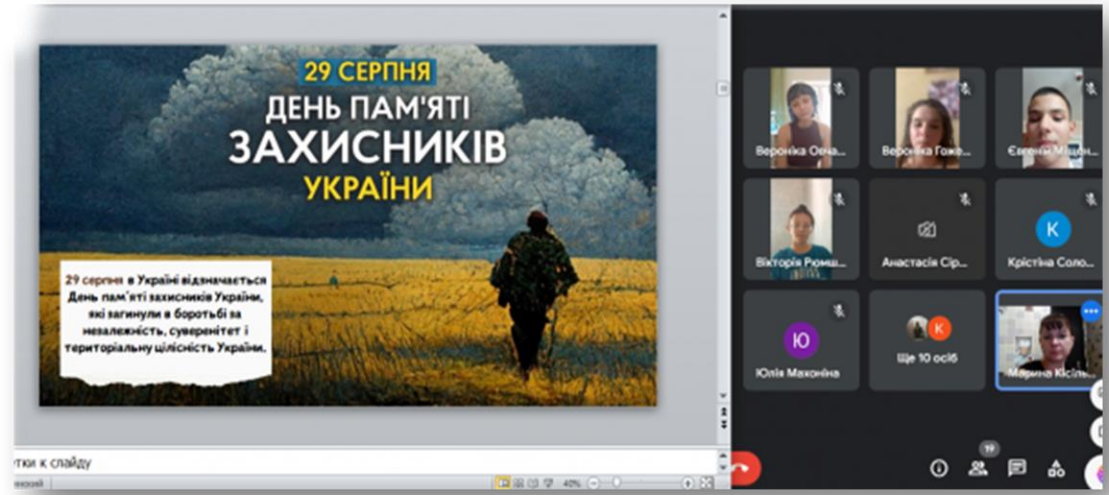 29 СЕРПНЯ
ДЕНЬ ПАМ'ЯТІ
ЗАХИСНИКІВ
УКРАЇНИ
29 серпня в Україні відзначається
День пам'яті захисників України,
які загинули в боротьбі за
незалежність, суверенітет і
територіальну цілісність України.
тки к слайду
40%
Вероніка Овча...
Вероніка Гоже...
Євгеній Міщен...
Вікторія Рюмш...
Анастасія Сір...
К
Крістіна Соло...
Ю
Юлія Махоніна
К
Ще 10 осіб
Марина Кісіль...
19